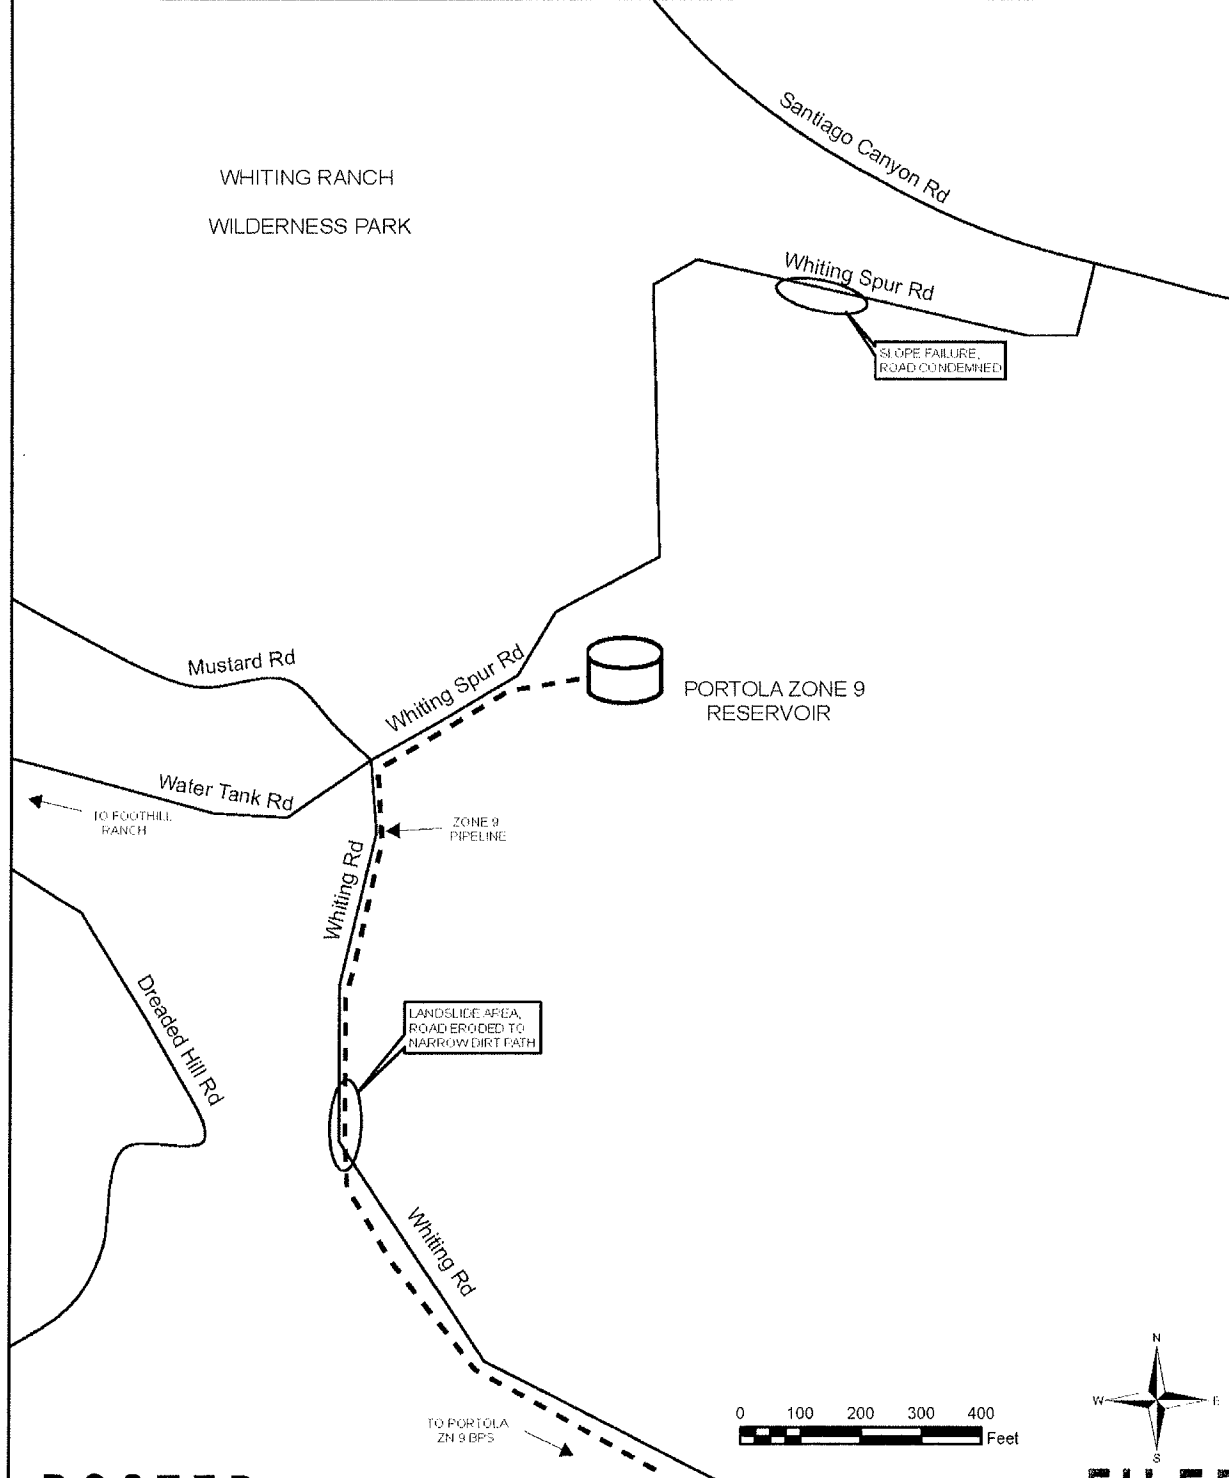 Santiago Canyon Rd
WHITING RANCH
WILDERNESS PARK
Whiting Spur Rd
SLOPE FAILURE,
ROAD CONDEMNED
Mustard Rd
Whiting Spur Rd
PORTOLA ZONE 9
RESERVOIR
Water Tank Rd
TO FOOTHILL
RANCH
ZONE 9
PIPELINE
Whiting Rd
Dreaded Hill Rd
LANDSLIDE AREA,
ROAD ERODED TO
NARROW DIRT PATH
Whiting Rd
TO PORTOLA
ZN 9 BPS
0 100 200 300 400
Feet
N
W E
S